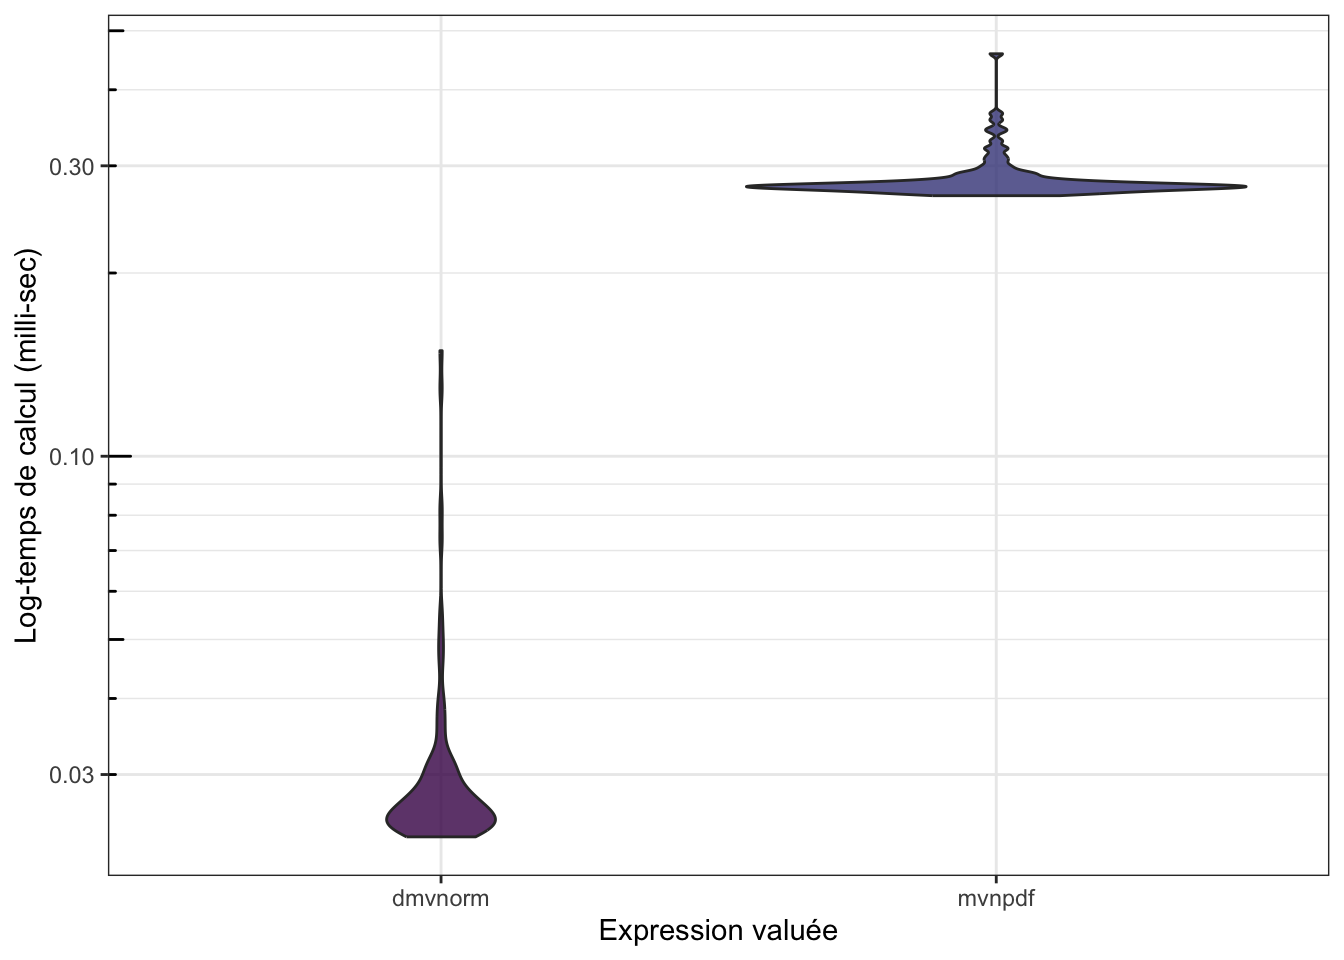 Log-temps de calcul (milli-sec)
0.30
0.10
0.03
dmvnorm
mvnpdf
Expression valuée